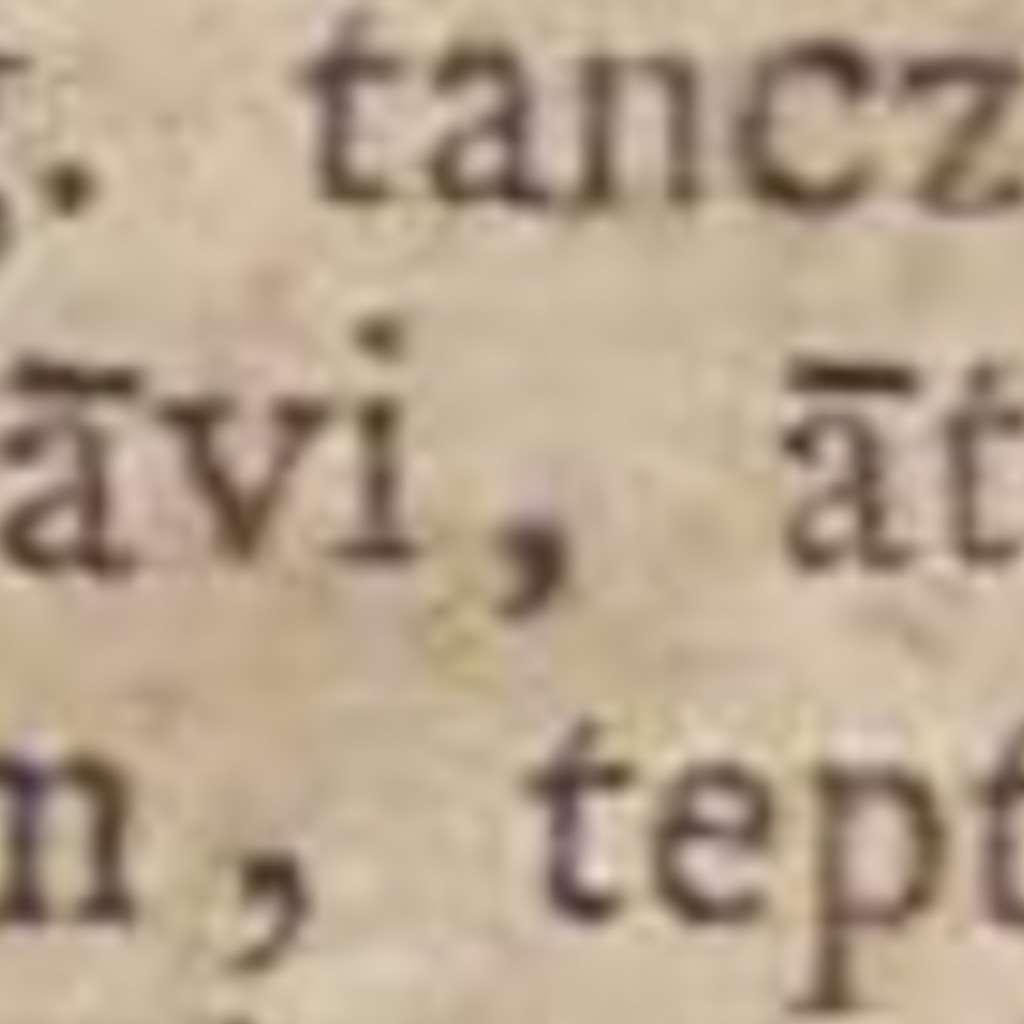 . tancz
āvi, āt
n, tept